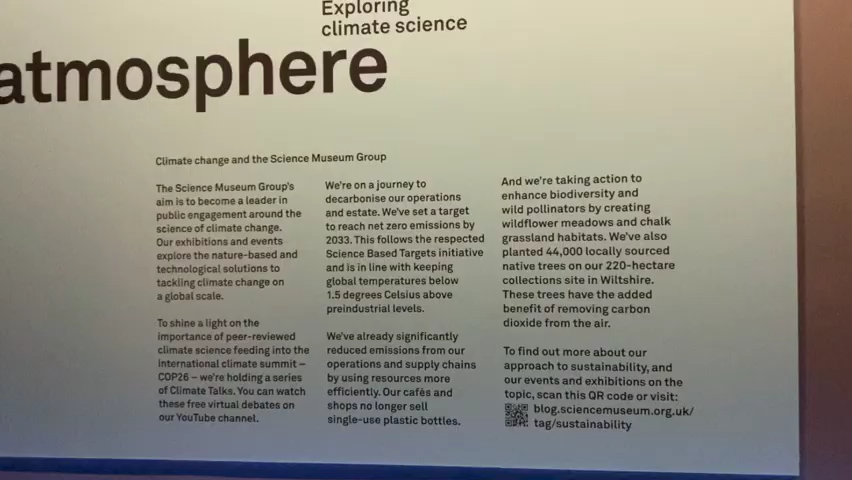 Exploring
climate science
atmosphere
Climate change and the Science Museum Group
The Science Museum Group's
aim is to become a leader in
public engagement around the
science of climate change.
Our exhibitions and events
explore the nature-based and
technological solutions to
tackling climate change on
a global scale.
To shine a light on the
importance of peer-reviewed
climate science feeding into the
international climate summit –
COP26 – we're holding a series
of Climate Talks. You can watch
these free virtual debates on
our YouTube channel.
We're on a journey to
decarbonise our operations
and estate. We've set a target
to reach net zero emissions by
2033. This follows the respected
Science Based Targets initiative
and is in line with keeping
global temperatures below
1.5 degrees Celsius above
preindustrial levels.
We've already significantly
reduced emissions from our
operations and supply chains
by using resources more
efficiently. Our cafés and
shops no longer sell
single-use plastic bottles.
And we're taking action to
enhance biodiversity and
wild pollinators by creating
wildflower meadows and chalk
grassland habitats. We've also
planted 44,000 locally sourced
native trees on our 220-hectare
collections site in Wiltshire.
These trees have the added
benefit of removing carbon
dioxide from the air.
To find out more about our
approach to sustainability, and
our events and exhibitions on the
topic, scan this QR code or visit:
blog.sciencemuseum.org.uk/
tag/sustainability